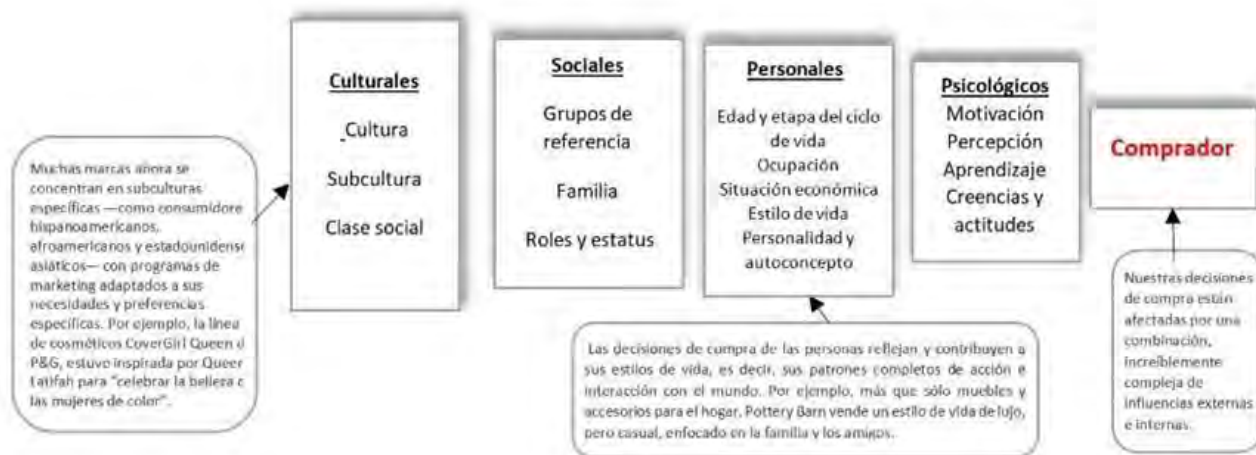 Culturales
Cultura
Subcultura
Clase social
Sociales
Grupos de
referencia
Familia
Roles y estatus
Personales
Edad y etapa del ciclo
de vida
Ocupación
Situación económica
Estilo de vida
Personalidad y
autoconcepto
Psicológicos
Motivación
Percepción
Aprendizaje
Creencias y
actitudes
Comprador
Muchas marcas ahora se
concentran en subculturas
específicas —como consumidore
hispanoamericanos,
afroamericanos y estadounidens
asiáticos— con programas de
marketing adaptados a sus
necesidades y preferencias
específicas. Por ejemplo, la línea
de cosméticos CoverGirl Queen d
P&G, estuvo inspirada por Queer
Latifah para "celebrar la belleza d
las mujeres de color".
Las decisiones de compra de las personas reflejan y contribuyen a
sus estilos de vida, es decir, sus patrones completos de acción e
interacción con el mundo. Por ejemplo, más que sólo muebles y
accesorios para el hogar, Pottery Barn vende un estilo de vida de lujo,
pero casual, enfocado en la familia y los amigos.
Nuestras decisiones
de compra están
afectadas por una
combinación,
increíblemente
compleja de
influencias externas
e internas.